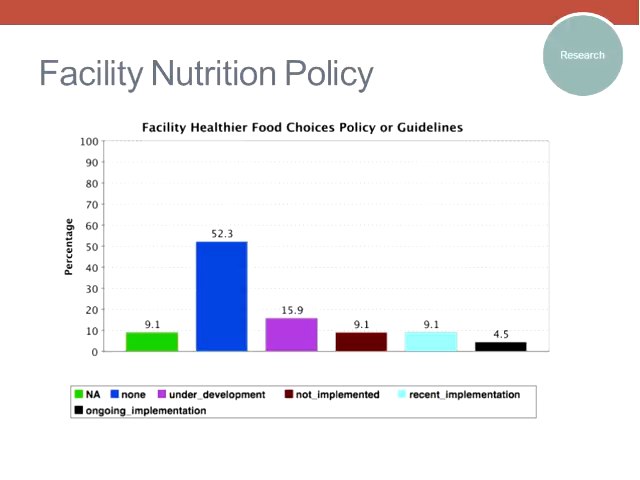 Research
Facility Nutrition Policy
Facility Healthier Food Choices Policy or Guidelines
Percentage
100
90
80
70
60
50
40
30
20
10
0
9.1
52.3
15.9
9.1
9.1
4.5
NA none under_development not_implemented recent_implementation
ongoing_implementation